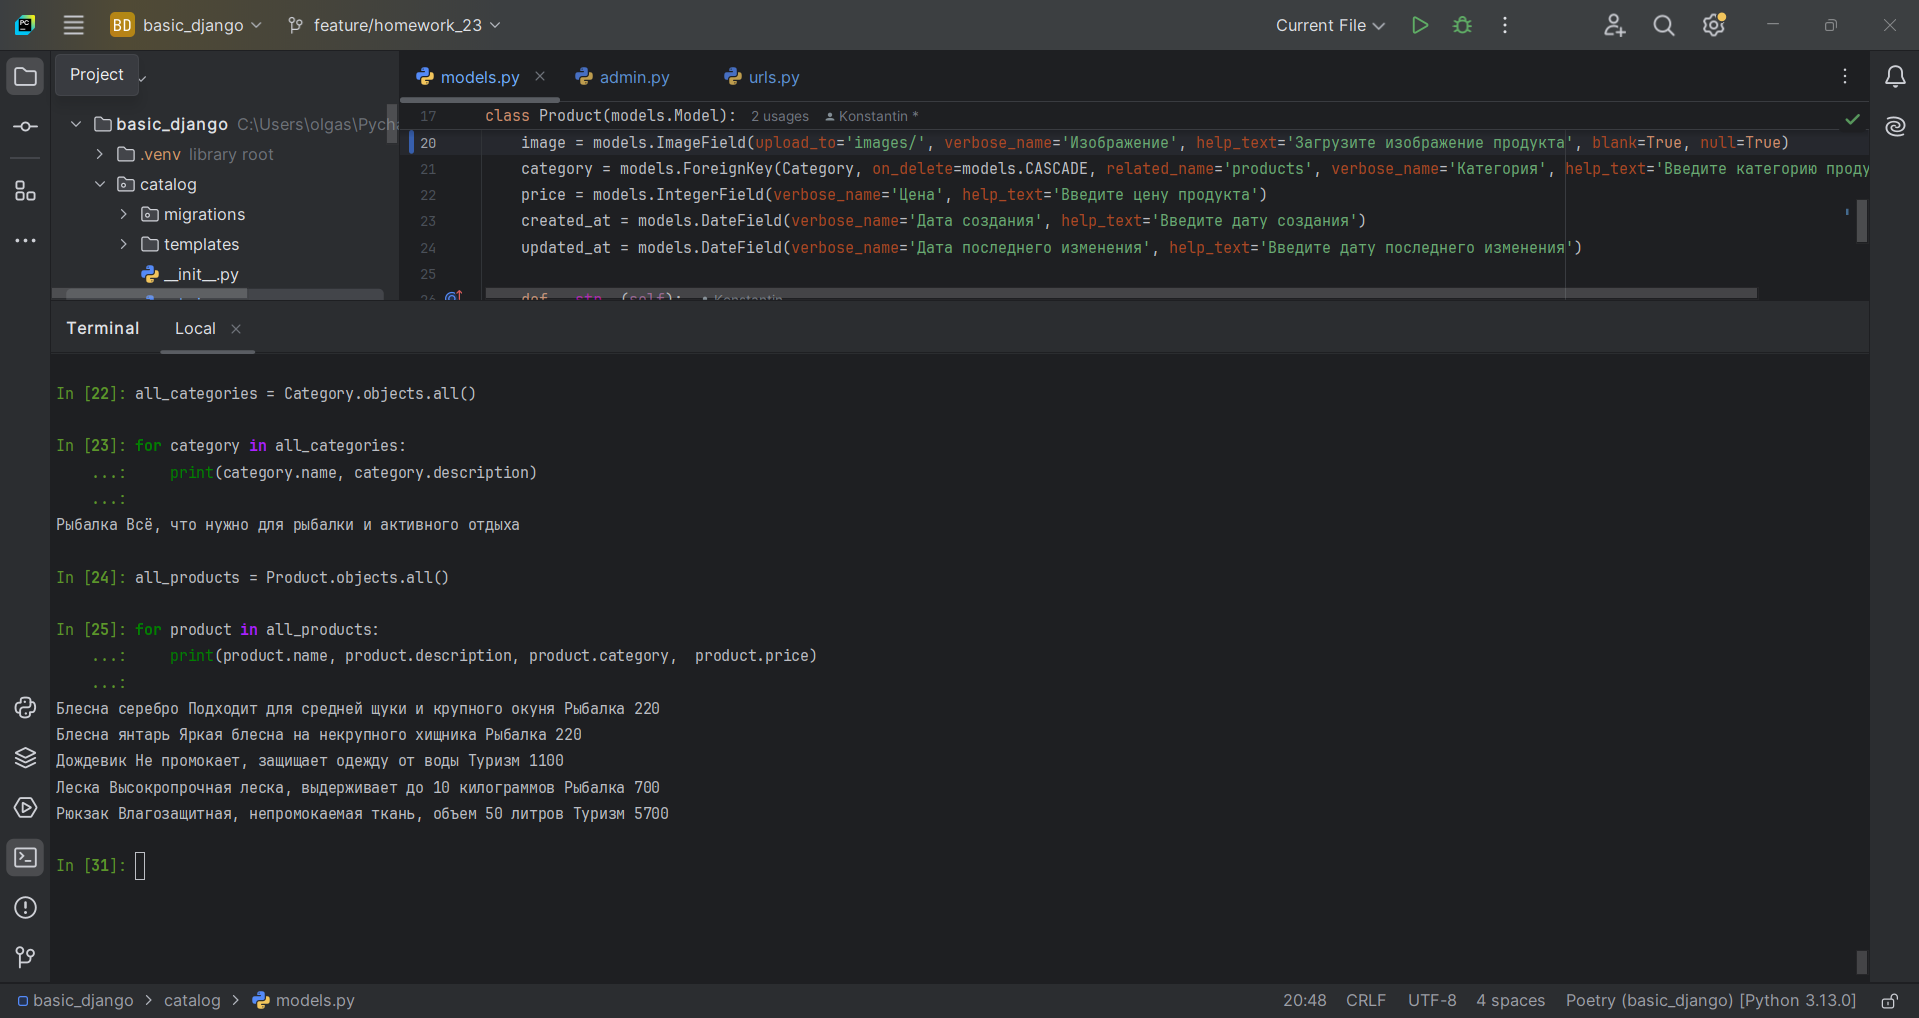 BD basic_django feature/homework_23 Current File
Project
models.py admin.py urls.py
basic_django C:\Users\olgas\Pycha
.venv library root
catalog
migrations
templates
__init__.py
17 class Product(models.Model): 2 usages Konstantin *
20 image = models.ImageField(upload_to='images/', verbose_name='Изображение', help_text='Загрузите изображение продукта', blank=True, null=True)
21 category = models.ForeignKey(Category, on_delete=models.CASCADE, related_name='products', verbose_name='Категория', help_text='Введите категорию проду
22 price = models.IntegerField(verbose_name='Цена', help_text='Введите цену продукта')
23 created_at = models.DateField(verbose_name='Дата создания', help_text='Введите дату создания')
24 updated_at = models.DateField(verbose_name='Дата последнего изменения', help_text='Введите дату последнего изменения')
25
26 def __str__(self): Konstantin
Terminal Local
In [22]: all_categories = Category.objects.all()
In [23]: for category in all_categories:
...: print(category.name, category.description)
...:
Рыбалка Всё, что нужно для рыбалки и активного отдыха
In [24]: all_products = Product.objects.all()
In [25]: for product in all_products:
...: print(product.name, product.description, product.category,  product.price)
...:
Блесна серебро Подходит для средней щуки и крупного окуня Рыбалка 220
Блесна янтарь Яркая блесна на некрупного хищника Рыбалка 220
Дождевик Не промокает, защищает одежду от воды Туризм 1100
Леска Высокопрочная леска, выдерживает до 10 килограммов Рыбалка 700
Рюкзак Влагозащитная, непромокаемая ткань, объем 50 литров Туризм 5700
In [31]:
basic_django > catalog > models.py 20:48 CRLF UTF-8 4 spaces Poetry (basic_django) [Python 3.13.0]